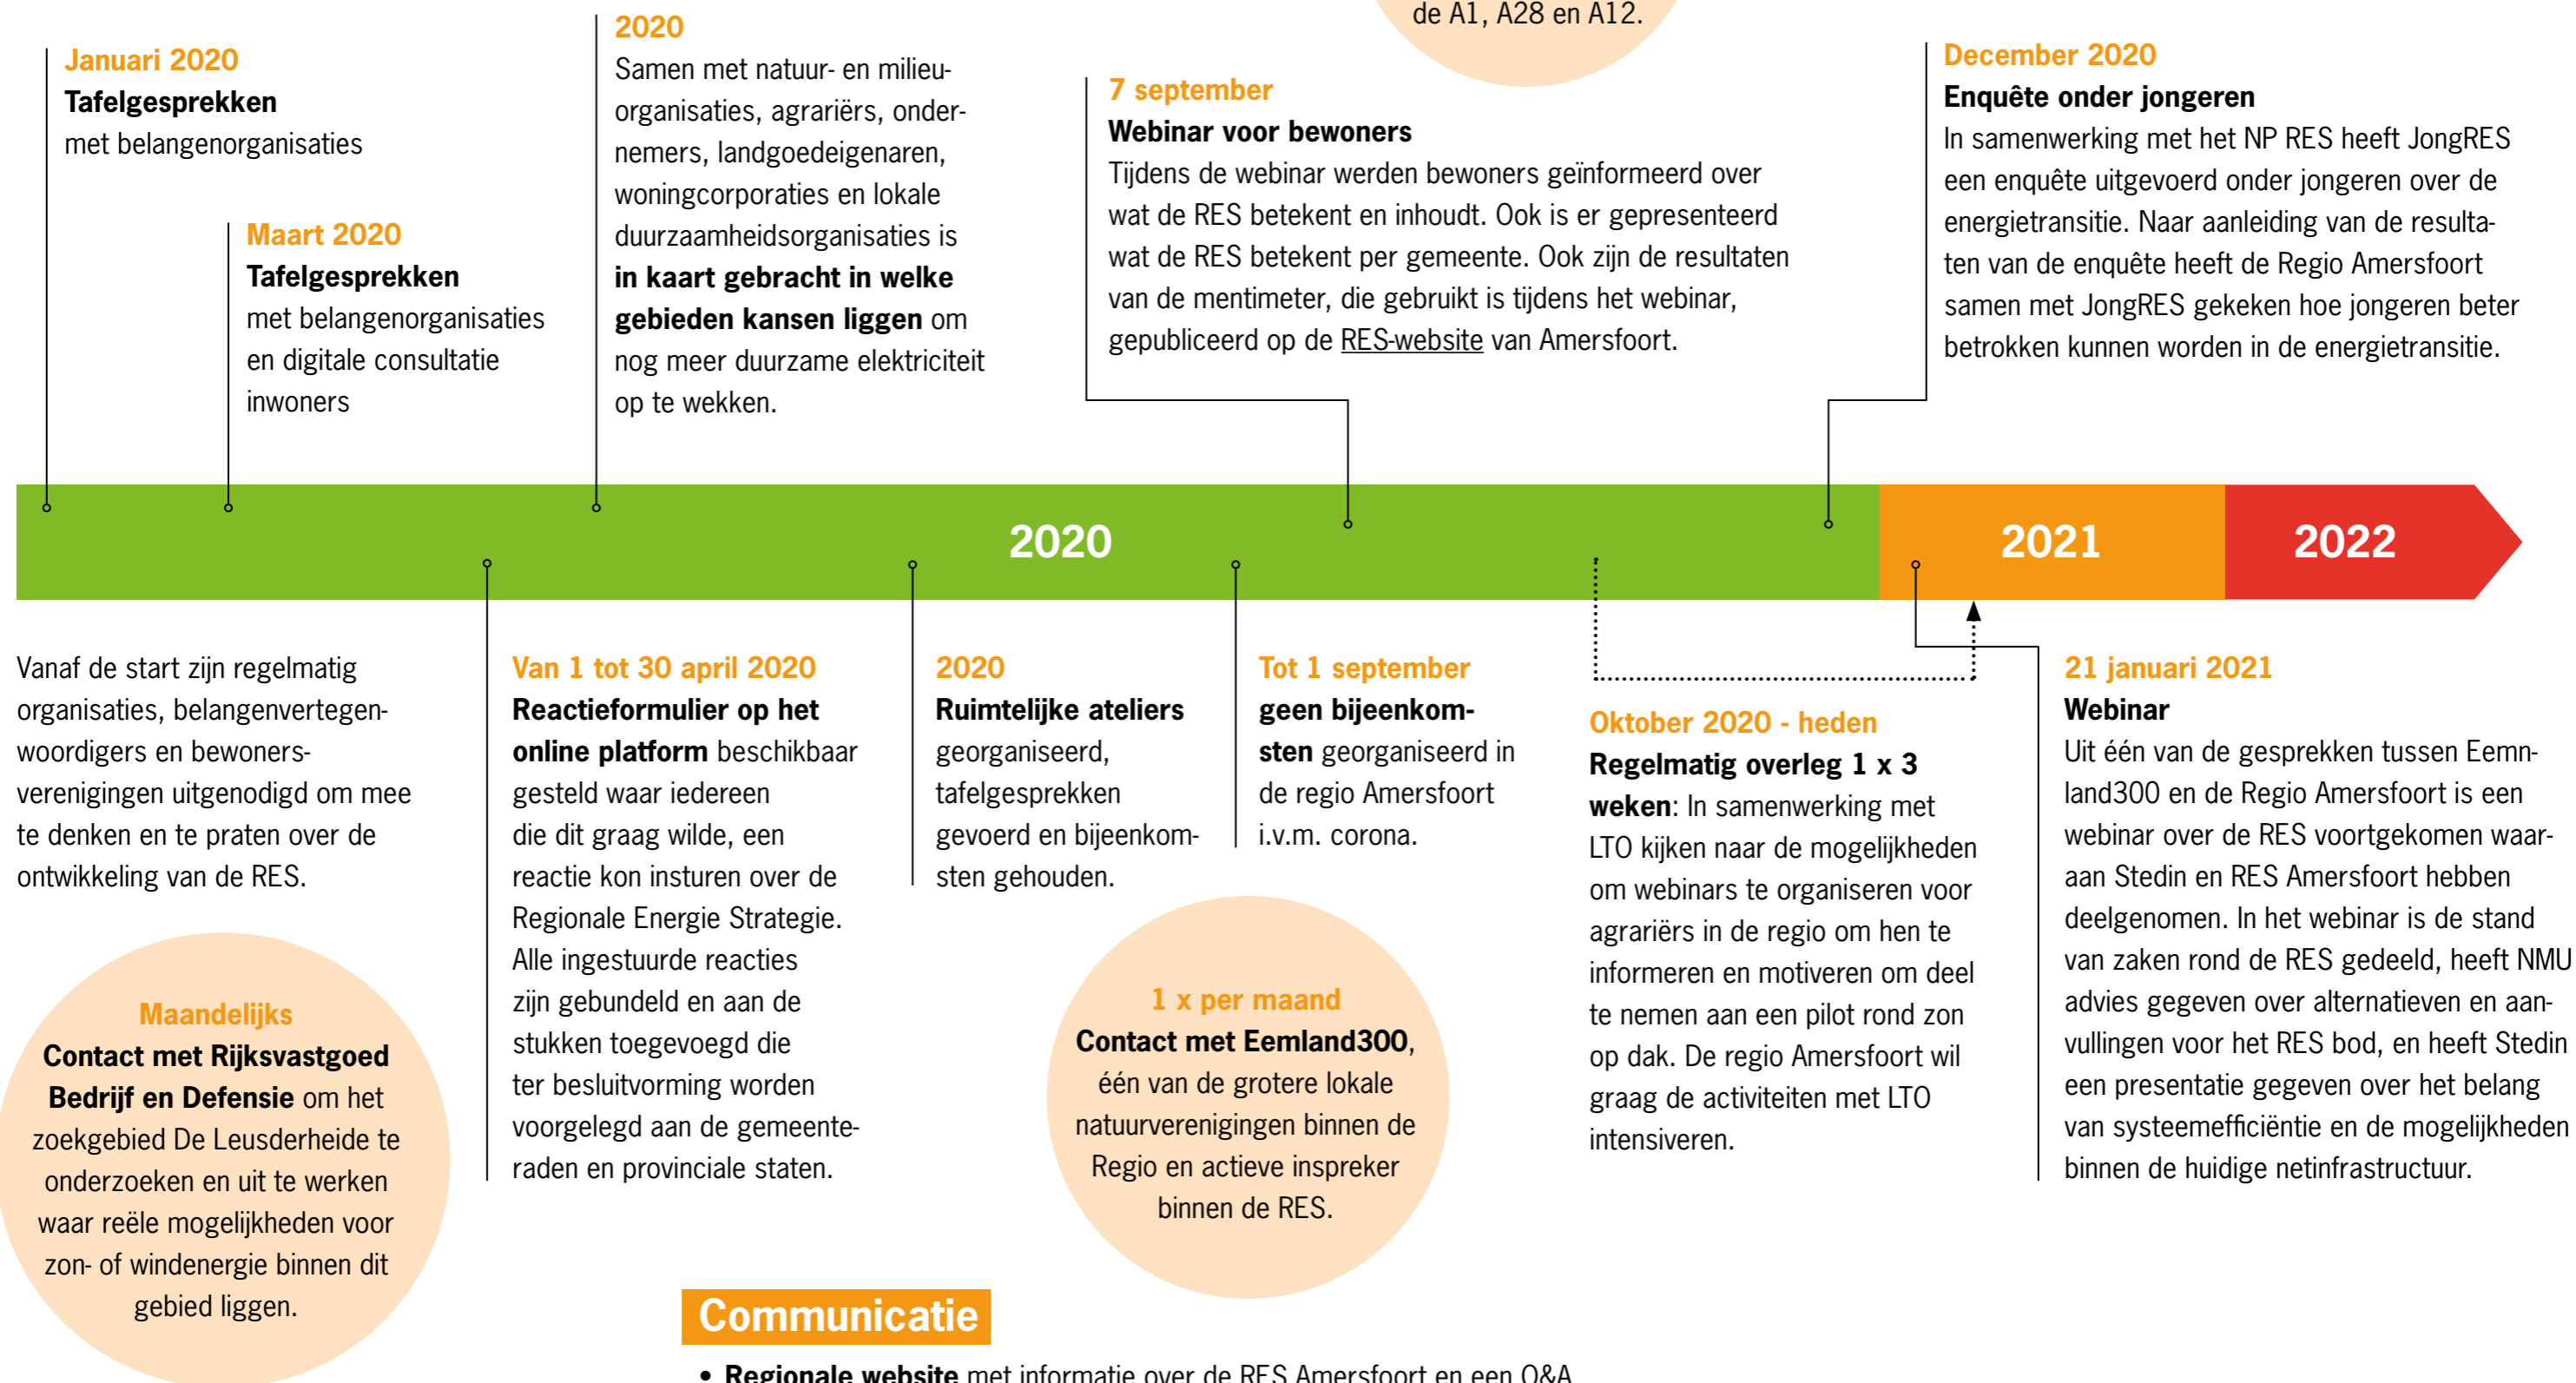 de A1, A28 en A12.
Januari 2020
Tafelgesprekken
met belangenorganisaties
Maart 2020
Tafelgesprekken
met belangenorganisaties
en digitale consultatie
inwoners
2020
Samen met natuur- en milieu-
organisaties, agrariërs, onder-
nemers, landgoedeigenaren,
woningcorporaties en lokale
duurzaamheidsorganisaties is
in kaart gebracht in welke
gebieden kansen liggen om
nog meer duurzame elektriciteit
op te wekken.
7 september
Webinar voor bewoners
Tijdens de webinar werden bewoners geïnformeerd over
wat de RES betekent en inhoudt. Ook is er gepresenteerd
wat de RES betekent per gemeente. Ook zijn de resultaten
van de mentimeter, die gebruikt is tijdens het webinar,
gepubliceerd op de RES-website van Amersfoort.
December 2020
Enquête onder jongeren
In samenwerking met het NP RES heeft JongRES
een enquête uitgevoerd onder jongeren over de
energietransitie. Naar aanleiding van de resulta-
ten van de enquête heeft de Regio Amersfoort
samen met JongRES gekeken hoe jongeren beter
betrokken kunnen worden in de energietransitie.
2020
2021
2022
Vanaf de start zijn regelmatig
organisaties, belangenvertegen-
woordigers en bewoners-
verenigingen uitgenodigd om mee
te denken en te praten over de
ontwikkeling van de RES.
Maandelijks
Contact met Rijksvastgoed
Bedrijf en Defensie om het
zoekgebied De Leusderheide te
onderzoeken en uit te werken
waar reële mogelijkheden voor
zon- of windenergie binnen dit
gebied liggen.
Van 1 tot 30 april 2020
Reactieformulier op het
online platform beschikbaar
gesteld waar iedereen
die dit graag wilde, een
reactie kon insturen over de
Regionale Energie Strategie.
Alle ingestuurde reacties
zijn gebundeld en aan de
stukken toegevoegd die
ter besluitvorming worden
voorgelegd aan de gemeente-
raden en provinciale staten.
2020
Ruimtelijke ateliers
georganiseerd,
tafelgesprekken
gevoerd en bijeenkom-
sten gehouden.
Tot 1 september
geen bijeenkom-
sten georganiseerd in
de regio Amersfoort
i.v.m. corona.
1 x per maand
Contact met Eemland300,
één van de grotere lokale
natuurverenigingen binnen de
Regio en actieve inspreker
binnen de RES.
Oktober 2020 - heden
Regelmatig overleg 1 x 3
weken: In samenwerking met
LTO kijken naar de mogelijkheden
om webinars te organiseren voor
agrariërs in de regio om hen te
informeren en motiveren om deel
te nemen aan een pilot rond zon
op dak. De regio Amersfoort wil
graag de activiteiten met LTO
intensiveren.
21 januari 2021
Webinar
Uit één van de gesprekken tussen Eemn-
land300 en de Regio Amersfoort is een
webinar over de RES voortgekomen waar-
aan Stedin en RES Amersfoort hebben
deelgenomen. In het webinar is de stand
van zaken rond de RES gedeeld, heeft NMU
advies gegeven over alternatieven en aan-
vullingen voor het RES bod, en heeft Stedin
een presentatie gegeven over het belang
van systeemefficiëntie en de mogelijkheden
binnen de huidige netinfrastructuur.
Communicatie
• Regionale website met informatie over de RES Amersfoort en een Q&A